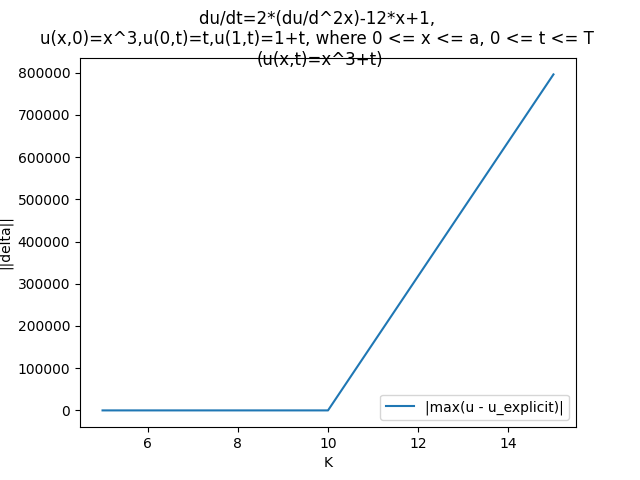 du/dt=2*(du/d^2x)-12*x+1,
u(x,0)=x^3,u(0,t)=t,u(1,t)=1+t, where 0 <= x <= a, 0 <= t <= T
(u(x,t)=x^3+t)
800000
700000
600000
500000
400000
300000
200000
100000
0
||delta||
|max(u - u_explicit)|
6
8
10
12
14
K